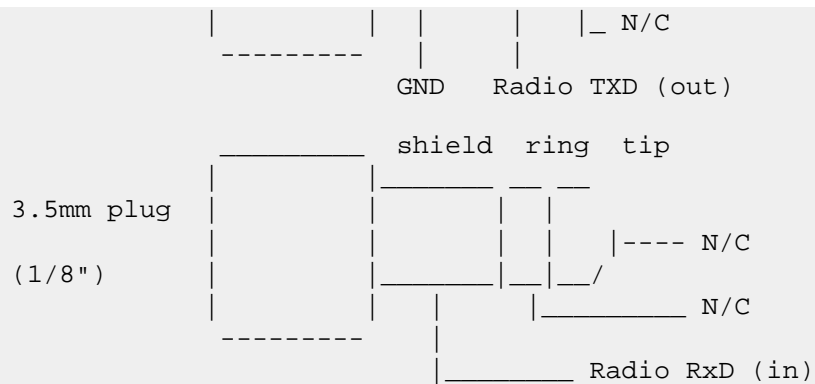 N/C
GND Radio TXD (out)
shield ring tip
3.5mm plug
N/C
(1/8")
N/C
Radio RxD (in)